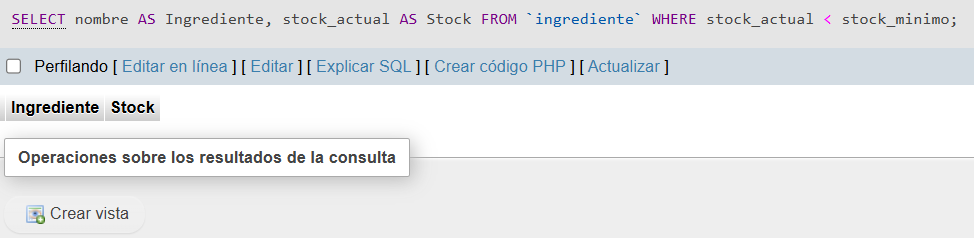 SELECT nombre AS Ingrediente, stock_actual AS Stock FROM `ingrediente` WHERE stock_actual < stock_minimo;
Perfilando [ Editar en línea ] [ Editar ] [ Explicar SQL ] [ Crear código PHP ] [ Actualizar ]
Ingrediente Stock
Operaciones sobre los resultados de la consulta
Crear vista